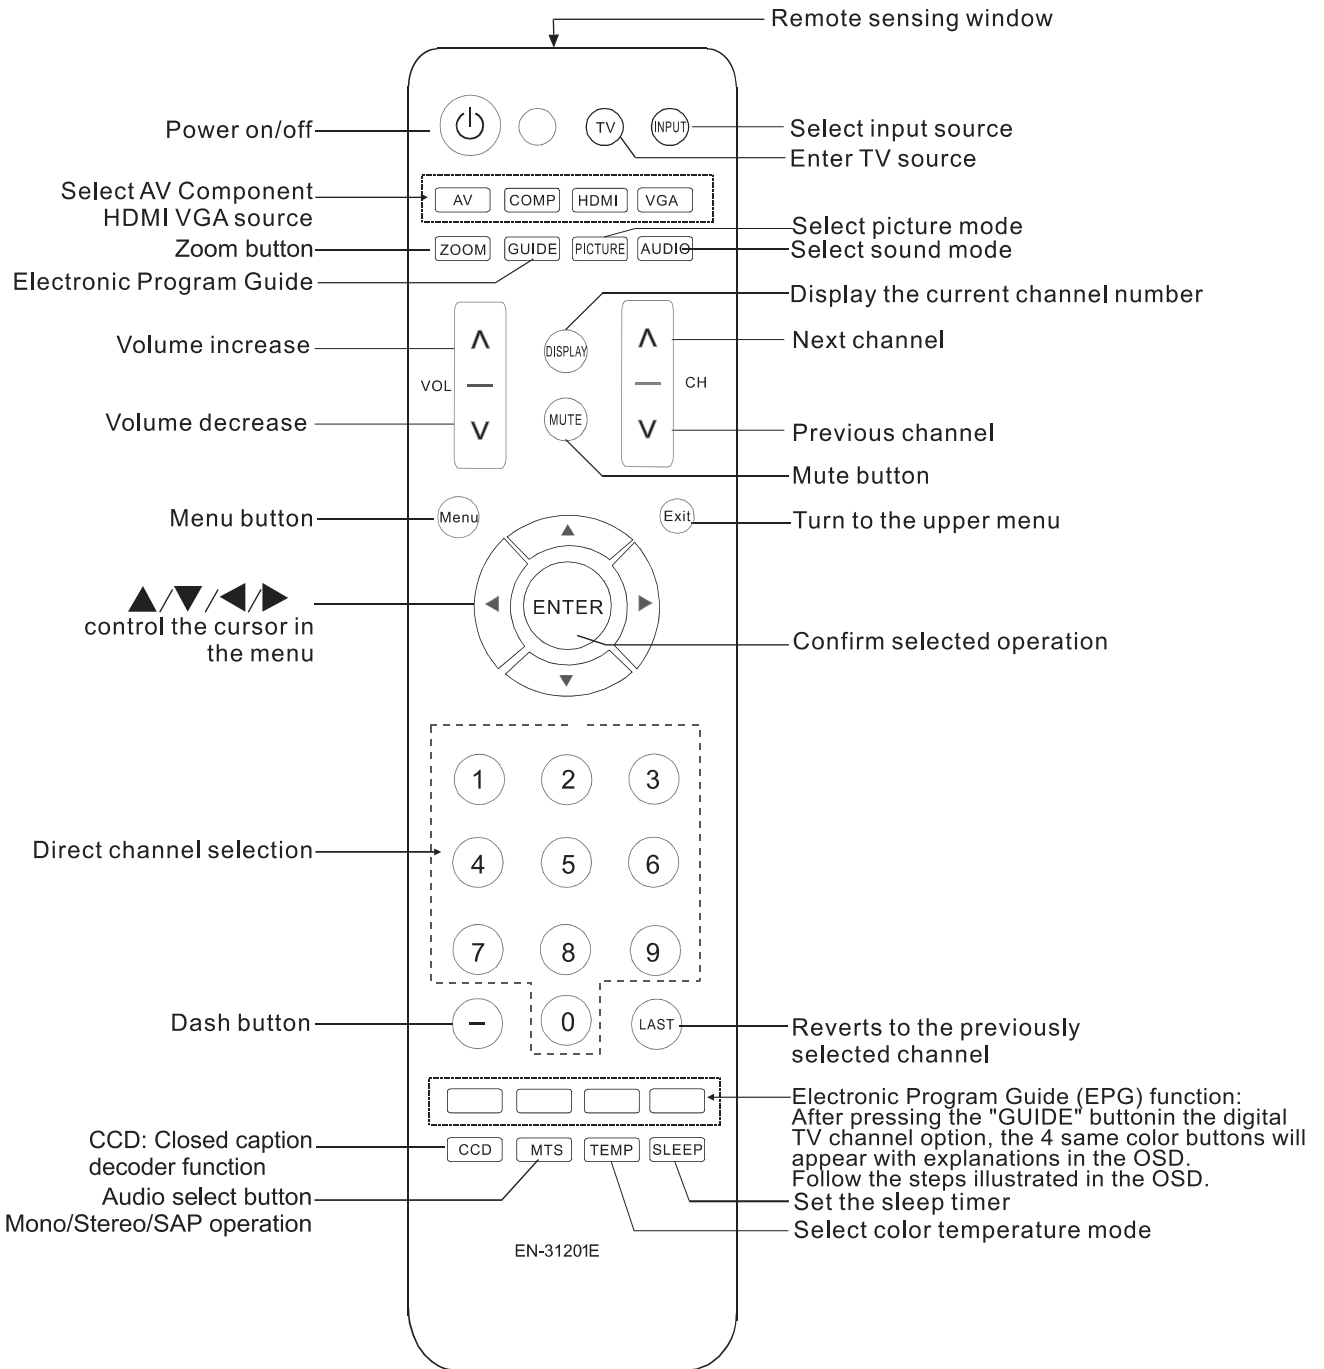 Remote sensing window
Power on/off
TV
INPUT
Select input source
Enter TV source
Select AV Component
HDMI VGA source
AV
COMP
HDMI
VGA
Select picture mode
Zoom button
ZOOM
GUIDE
PICTURE
AUDIO
Select sound mode
Electronic Program Guide
Display the current channel number
Volume increase
DISPLAY
Next channel
VOL
CH
Volume decrease
MUTE
Previous channel
Mute button
Menu button
Menu
Exit
Turn to the upper menu
▲/▼/◀/▶
control the cursor in
the menu
ENTER
Confirm selected operation
1
2
3
Direct channel selection
4
5
6
7
8
9
Dash button
–
0
LAST
Reverts to the previously
selected channel
Electronic Program Guide (EPG) function:
After pressing the "GUIDE" buttonin the digital
TV channel option, the 4 same color buttons will
appear with explanations in the OSD.
Follow the steps illustrated in the OSD.
CCD: Closed caption
decoder function
CCD
MTS
TEMP
SLEEP
Audio select button
Mono/Stereo/SAP operation
Set the sleep timer
Select color temperature mode
EN-31201E